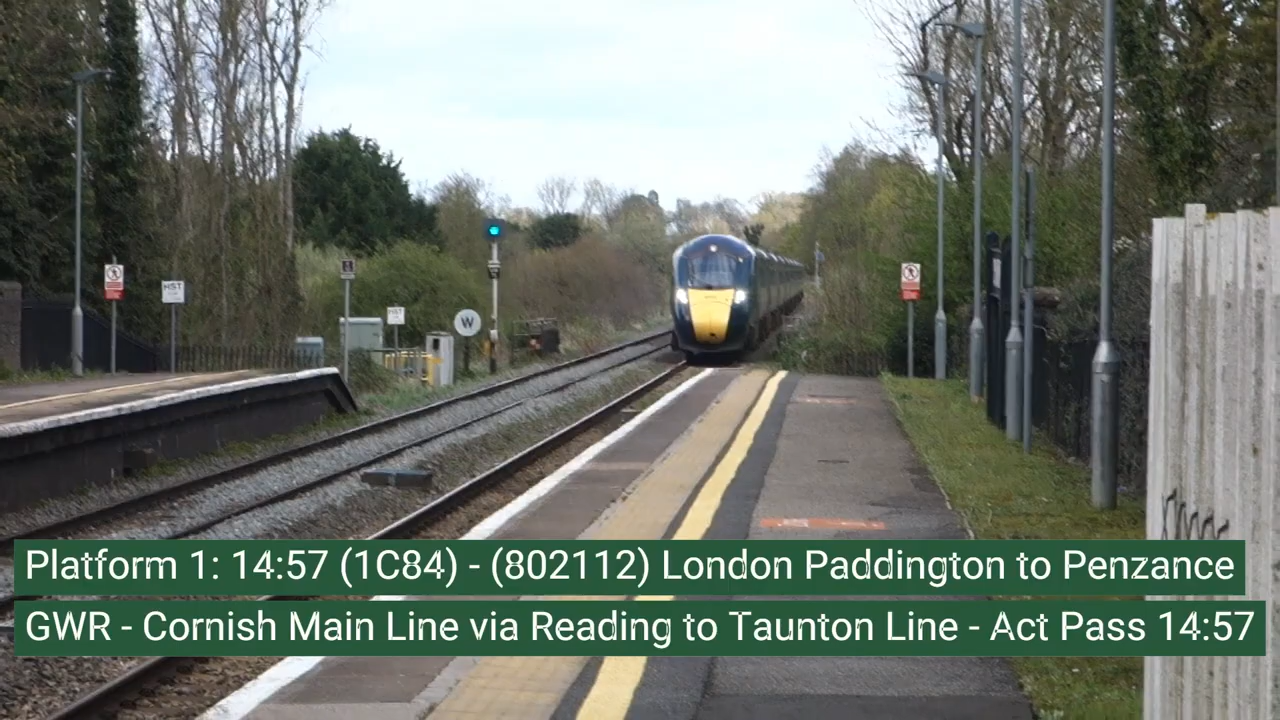 HST
HST
W
Platform 1: 14:57 (1C84) - (802112) London Paddington to Penzance
GWR - Cornish Main Line via Reading to Taunton Line - Act Pass 14:57